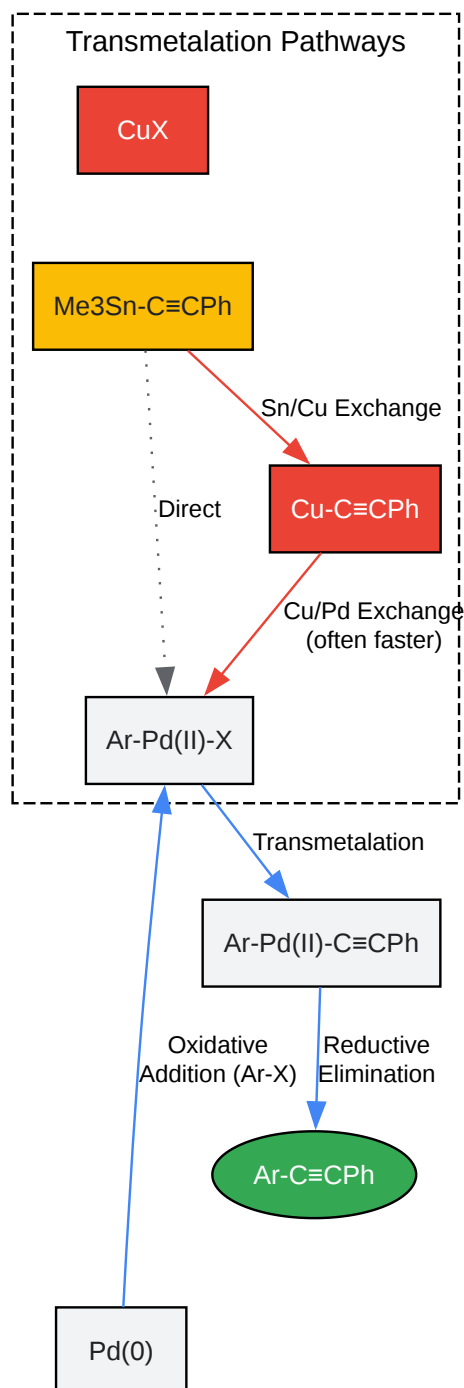 Transmetalation Pathways
CuX
Me3Sn-C≡CPh
Sn/Cu Exchange
Cu-C≡CPh
Direct
Cu/Pd Exchange
(often faster)
Ar-Pd(II)-X
Transmetalation
Ar-Pd(II)-C≡CPh
Oxidative
Addition (Ar-X)
Reductive
Elimination
Ar-C≡CPh
Pd(0)